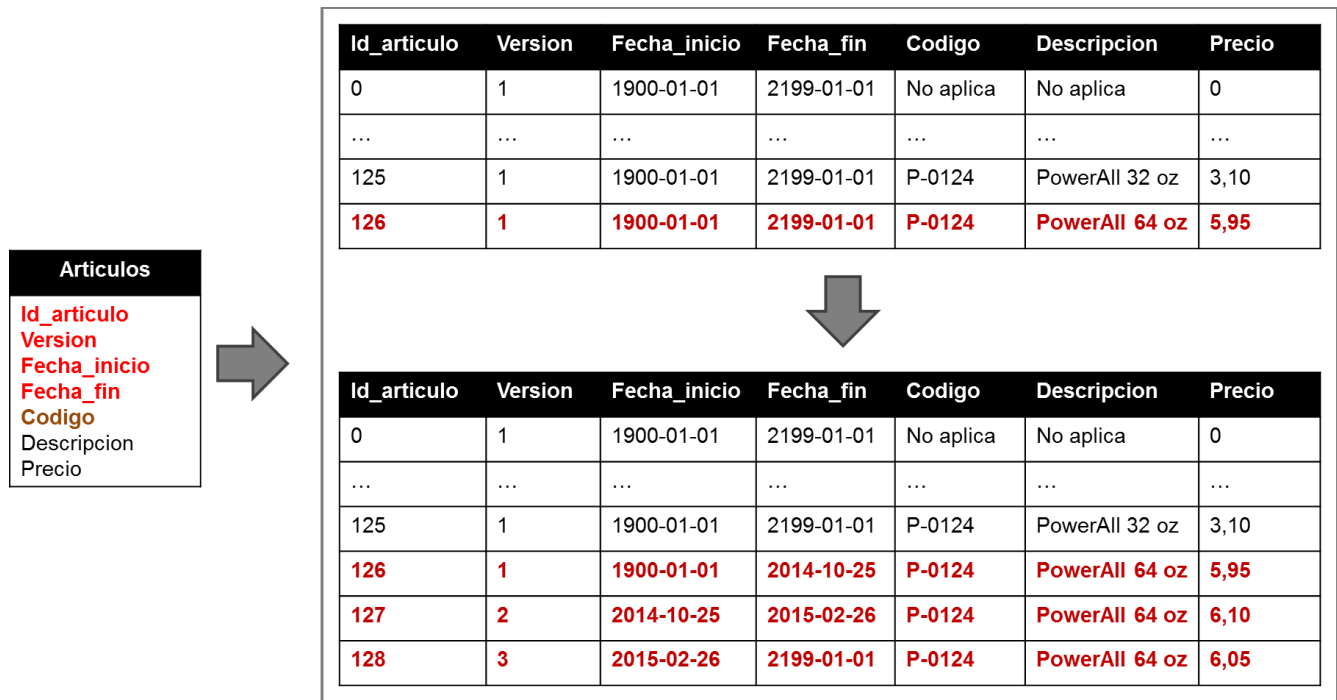 Articulos
Id_articulo
Version
Fecha_inicio
Fecha_fin
Codigo
Descripcion
Precio
Id_articulo Version Fecha_inicio Fecha_fin Codigo Descripcion Precio
0 1 1900-01-01 2199-01-01 No aplica No aplica 0
… … … … … … …
125 1 1900-01-01 2199-01-01 P-0124 PowerAll 32 oz 3,10
126 1 1900-01-01 2199-01-01 P-0124 PowerAll 64 oz 5,95
Id_articulo Version Fecha_inicio Fecha_fin Codigo Descripcion Precio
0 1 1900-01-01 2199-01-01 No aplica No aplica 0
… … … … … … …
125 1 1900-01-01 2199-01-01 P-0124 PowerAll 32 oz 3,10
126 1 1900-01-01 2014-10-25 P-0124 PowerAll 64 oz 5,95
127 2 2014-10-25 2015-02-26 P-0124 PowerAll 64 oz 6,10
128 3 2015-02-26 2199-01-01 P-0124 PowerAll 64 oz 6,05